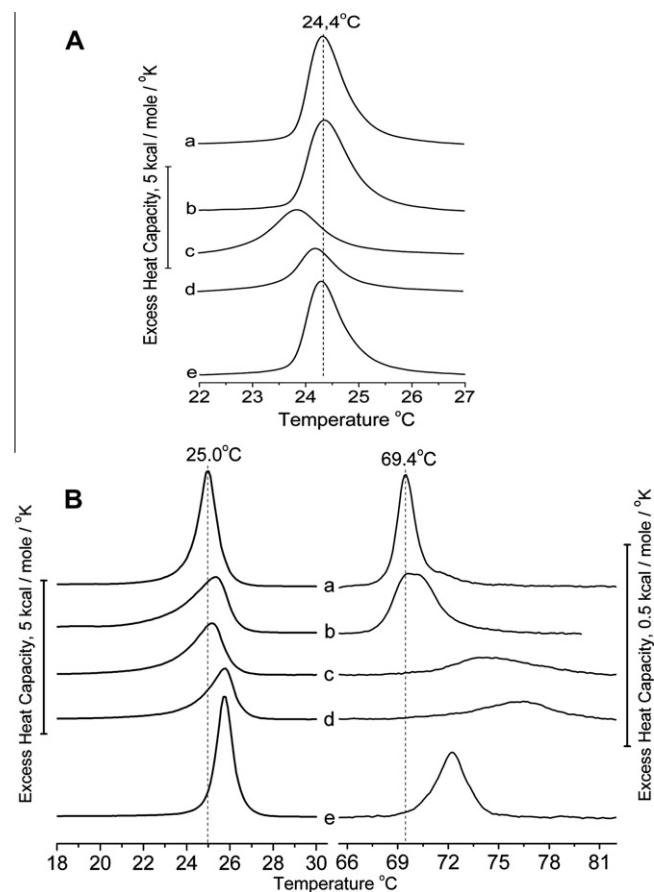 A
24,4°C
Excess Heat Capacity, 5 kcal / mole / °K
a
b
c
d
e
22 23 24 25 26 27
Temperature °C
B
25.0°C 69.4°C
Excess Heat Capacity, 5 kcal / mole / °K
a
b
c
d
e
Excess Heat Capacity, 0.5 kcal / mole / °K
18 20 22 24 26 28 30 66 69 72 75 78 81
Temperature °C